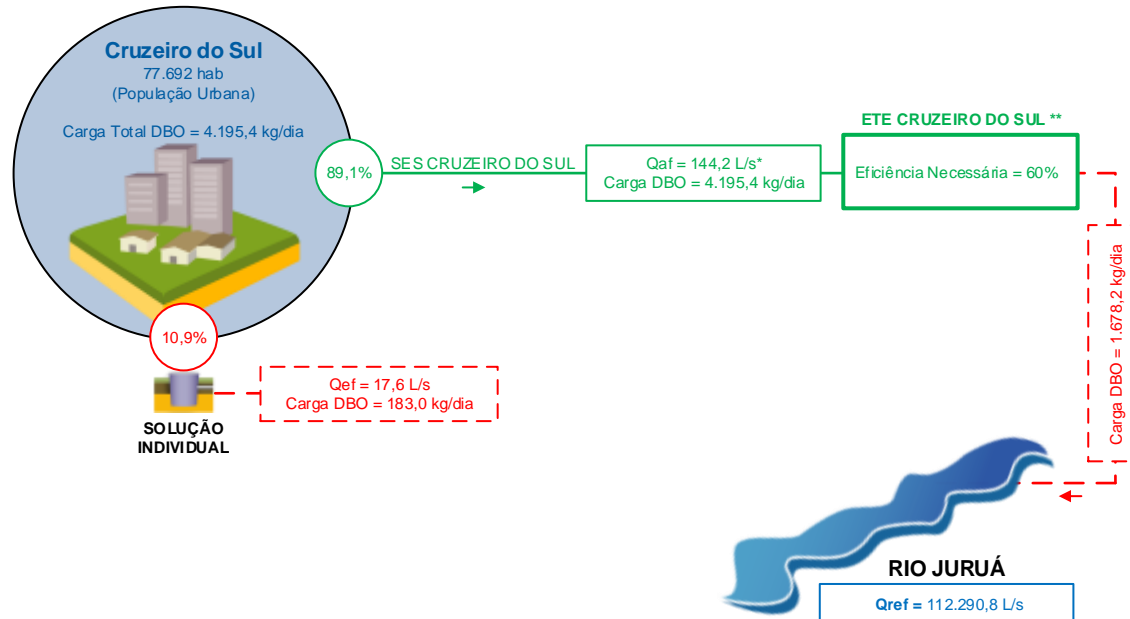 Cruzeiro do Sul
77.692 hab
(População Urbana)
Carga Total DBO = 4.195,4 kg/dia
89,1%
SES CRUZEIRO DO SUL
Qaf = 144,2 L/s*
Carga DBO = 4.195,4 kg/dia
ETE CRUZEIRO DO SUL **
Eficiência Necessária = 60%
Carga DBO = 1.678,2 kg/dia
10,9%
Qef = 17,6 L/s
Carga DBO = 183,0 kg/dia
SOLUÇÃO
INDIVIDUAL
RIO JURUÁ
Qref = 112.290,8 L/s